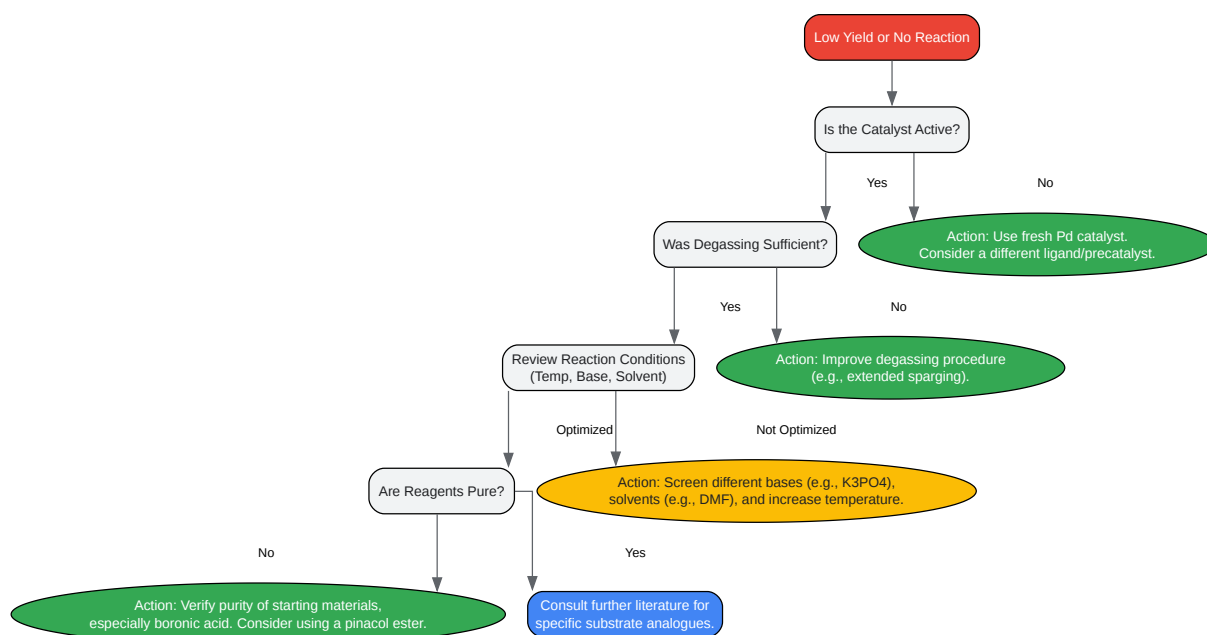 Low Yield or No Reaction
Is the Catalyst Active?
Yes
No
Was Degassing Sufficient?
Action: Use fresh Pd catalyst.
Consider a different ligand/precatalyst.
Yes
No
Review Reaction Conditions
(Temp, Base, Solvent)
Action: Improve degassing procedure
(e.g., extended sparging).
Optimized
Not Optimized
Are Reagents Pure?
Action: Screen different bases (e.g., K3PO4),
solvents (e.g., DMF), and increase temperature.
No
Yes
Action: Verify purity of starting materials,
especially boronic acid. Consider using a pinacol ester.
Consult further literature for
specific substrate analogues.